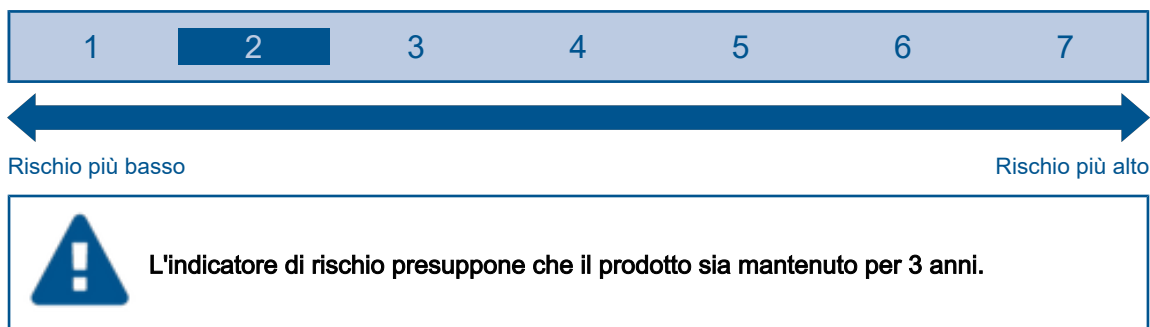 1 2 3 4 5 6 7
Rischio più basso Rischio più alto
L'indicatore di rischio presuppone che il prodotto sia mantenuto per 3 anni.